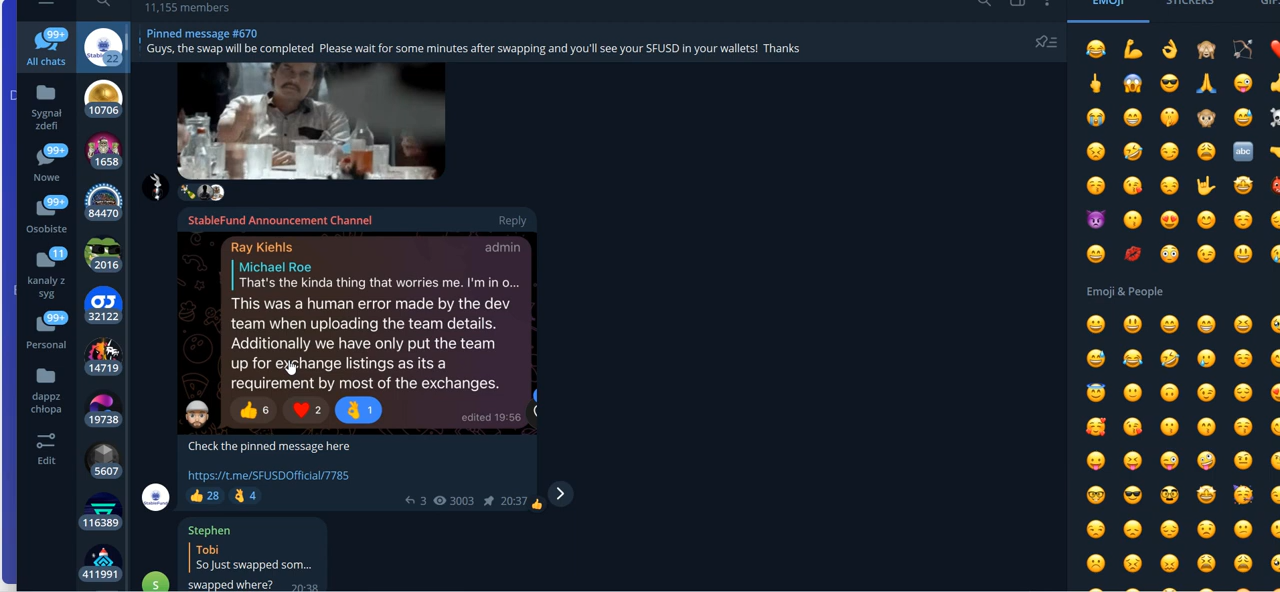 11,155 members
EMOJI
STICKERS
Pinned message #670
Guys, the swap will be completed Please wait for some minutes after swapping and you'll see your SFUSD in your wallets! Thanks
99+
All chats
22
10706
Sygnał
zdefi
1658
99+
Nowe
84470
99+
Osobiste
2016
11
kanały z
syg
32122
99+
Personal
14719
dappz
chłopa
19738
Edit
5607
116389
411991
StableFund Announcement Channel
Reply
Ray Kiehls
admin
Michael Roe
That's the kinda thing that worries me. I'm in o...
This was a human error made by the dev
team when uploading the team details.
Additionally we have only put the team
up for exchange listings as its a
requirement by most of the exchanges.
6
2
1
edited 19:56
Check the pinned message here
https://t.me/SFUSDOfficial/7785
28
4
3
3003
20:37
Stephen
Tobi
So Just swapped som...
swapped where?
20:38
S
abc
Emoji & People